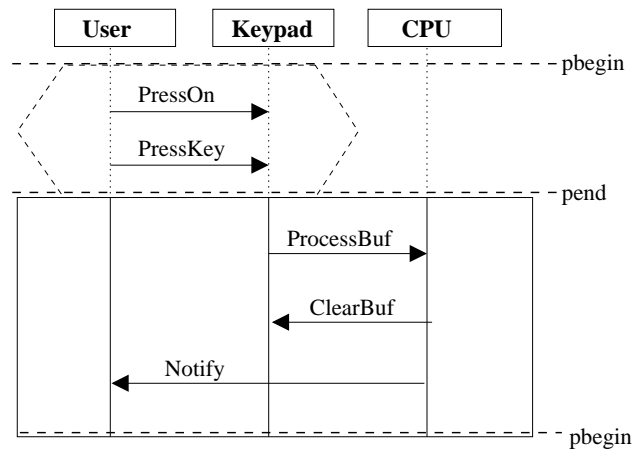 User Keypad CPU
pbegin
PressOn
PressKey
pend
ProcessBuf
ClearBuf
Notify
pbegin